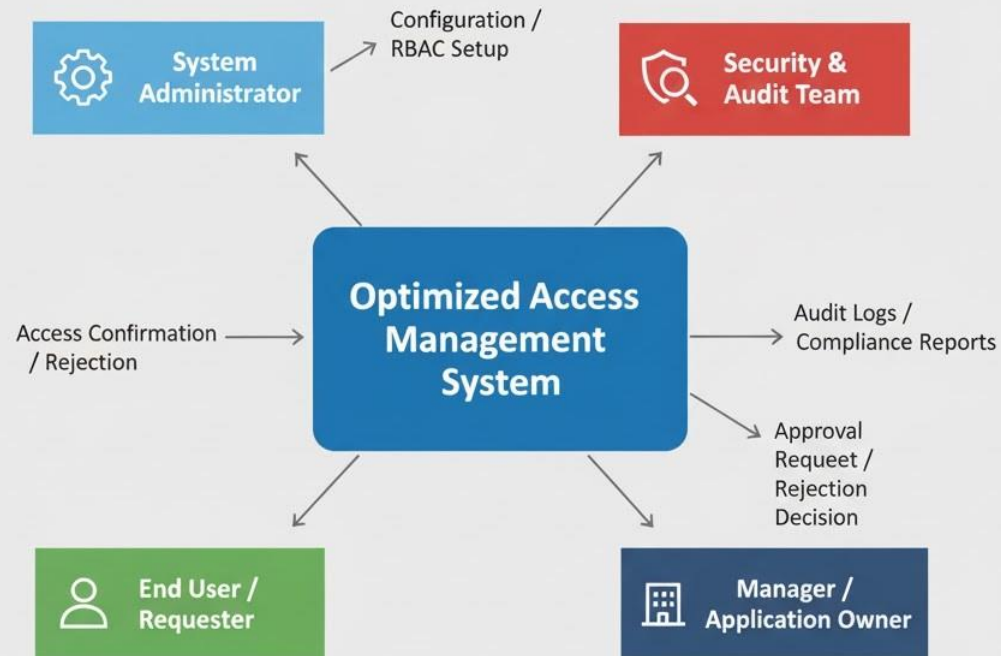 Configuration /
RBAC Setup
System
Administrator
Security &
Audit Team
Optimized Access
Management
System
Access Confirmation
/ Rejection
Audit Logs /
Compliance Reports
Approval
Requeet /
Rejection
Decision
End User /
Requester
Manager /
Application Owner